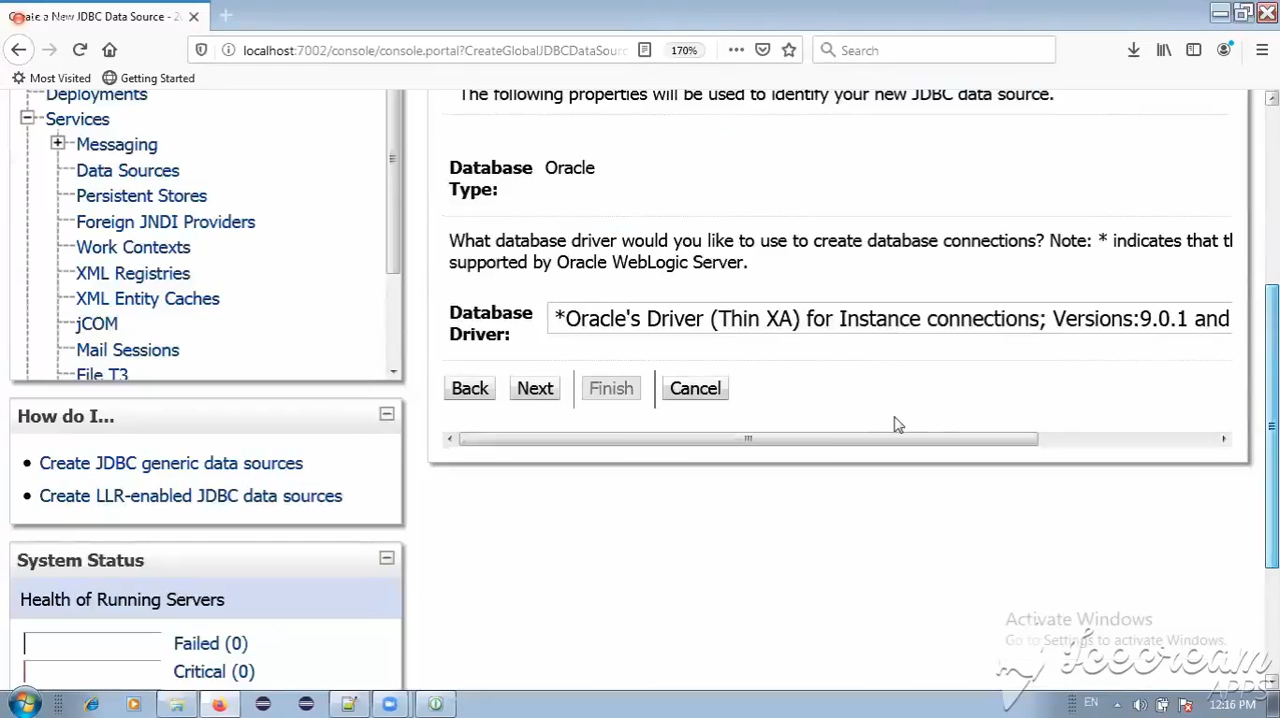 Create a New JDBC Data Source - 2
localhost:7002/console/console.portal?CreateGlobalJDBCDataSourc
170%
Search
Most Visited
Getting Started
Deployments
Services
Messaging
Data Sources
Persistent Stores
Foreign JNDI Providers
Work Contexts
XML Registries
XML Entity Caches
jCOM
Mail Sessions
File T3
How do I...
Create JDBC generic data sources
Create LLR-enabled JDBC data sources
System Status
Health of Running Servers
Failed (0)
Critical (0)
The following properties will be used to identify your new JDBC data source.
Database Oracle
Type:
What database driver would you like to use to create database connections? Note: * indicates that tl
supported by Oracle WebLogic Server.
Database *Oracle's Driver (Thin XA) for Instance connections; Versions:9.0.1 and
Driver:
Back Next Finish Cancel
Activate Windows
Go to Settings to activate Windows.
Icecream
APPS
EN
12:16 PM